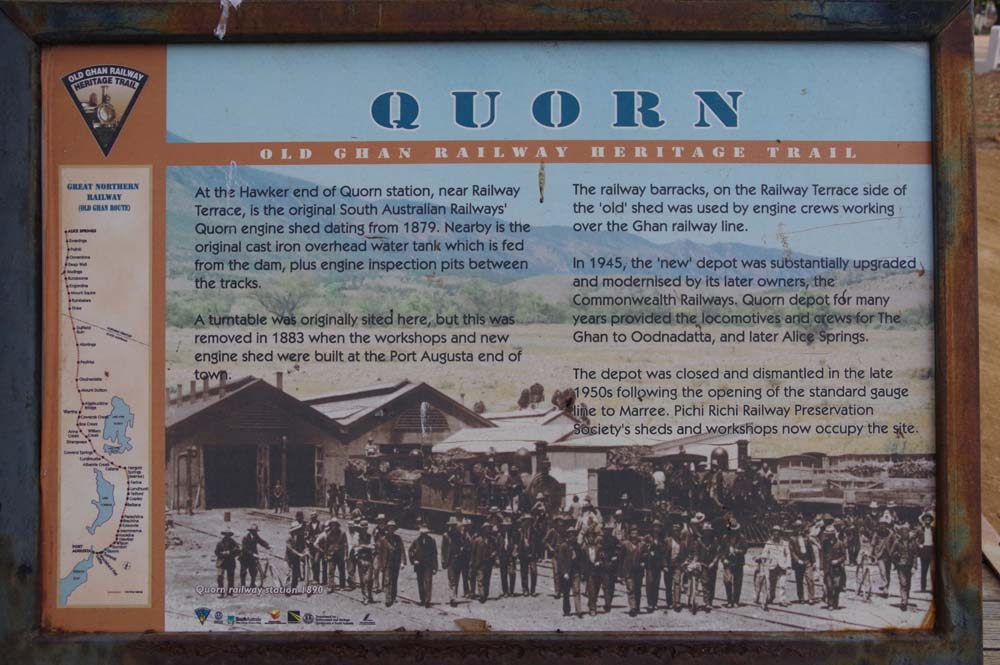 OLD GHAN RAILWAY
HERITAGE TRAIL
QUORN
OLD GHAN RAILWAY HERITAGE TRAIL
GREAT NORTHERN
RAILWAY
(OLD GHAN ROUTE)
ALICE SPRINGS
At the Hawker end of Quorn station, near Railway
Terrace, is the original South Australian Railways'
Quorn engine shed dating from 1879. Nearby is the
original cast iron overhead water tank which is fed
from the dam, plus engine inspection pits between
the tracks.
A turntable was originally sited here, but this was
removed in 1883 when the workshops and new
engine shed were built at the Port Augusta end of
town.
The railway barracks, on the Railway Terrace side of
the 'old' shed was used by engine crews working
over the Ghan railway line.
In 1945, the 'new' depot was substantially upgraded
and modernised by its later owners, the
Commonwealth Railways. Quorn depot for many
years provided the locomotives and crews for The
Ghan to Oodnadatta, and later Alice Springs.
The depot was closed and dismantled in the late
1950s following the opening of the standard gauge
line to Marree. Pichi Richi Railway Preservation
Society's sheds and workshops now occupy the site.
Quorn railway station 1890